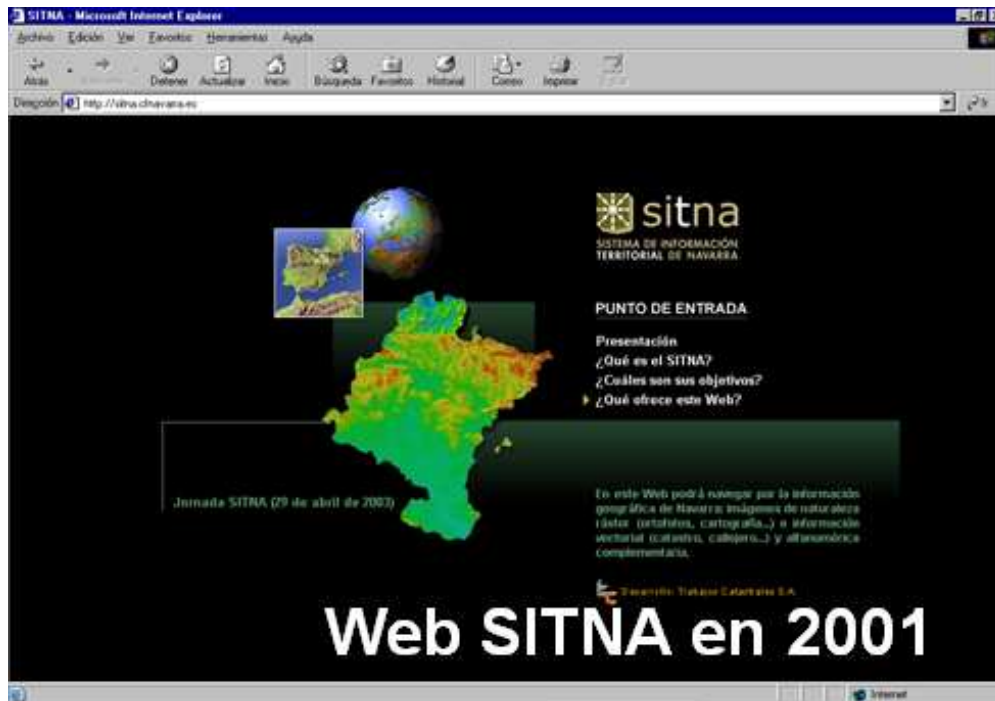 SITNA - Microsoft Internet Explorer
Archivo Edición Ver Favoritos Herramientas Ayuda
Atrás Detener Actualizar Inicio Búsqueda Favoritos Historial Correo Imprimir
Dirección http://sitna.cfnavarra.es
sitna
SISTEMA DE INFORMACIÓN
TERRITORIAL DE NAVARRA
PUNTO DE ENTRADA
Presentación
¿Qué es el SITNA?
¿Cuáles son sus objetivos?
¿Qué ofrece este Web?
Jornada SITNA (29 de abril de 2003)
En este Web podrá navegar por la información
geográfica de Navarra: imágenes de naturaleza
ráster (ortofotos, cartografía...) e información
vectorial (catastro, callejero...) y alfanumérica
complementaria.
Desarrollo: Trabajos Catastrales S.A.
Web SITNA en 2001
Internet